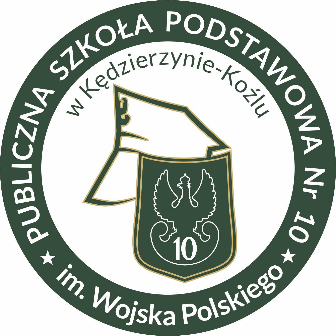 PUBLICZNA SZKOŁA PODSTAWOWA Nr 10
w Kędzierzynie-Koźlu
10
im. Wojska Polskiego